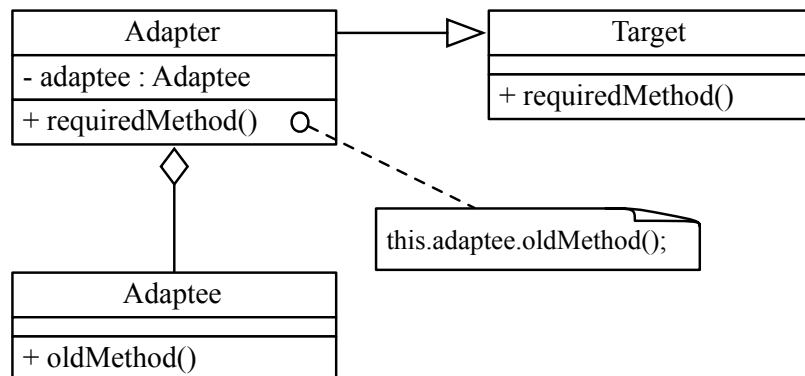 Adapter
- adaptee : Adaptee
+ requiredMethod()
Target
+ requiredMethod()
this.adaptee.oldMethod();
Adaptee
+ oldMethod()